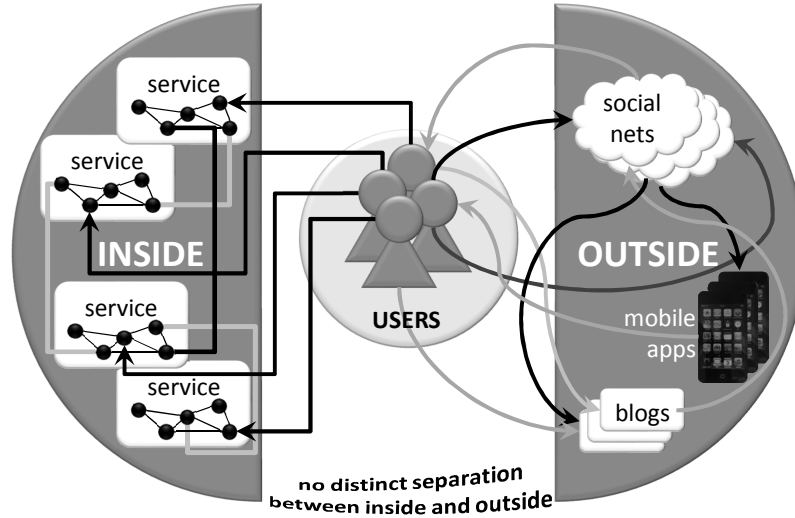 service
service
INSIDE
service
service
USERS
social
nets
OUTSIDE
mobile
apps
blogs
no distinct separation
between inside and outside